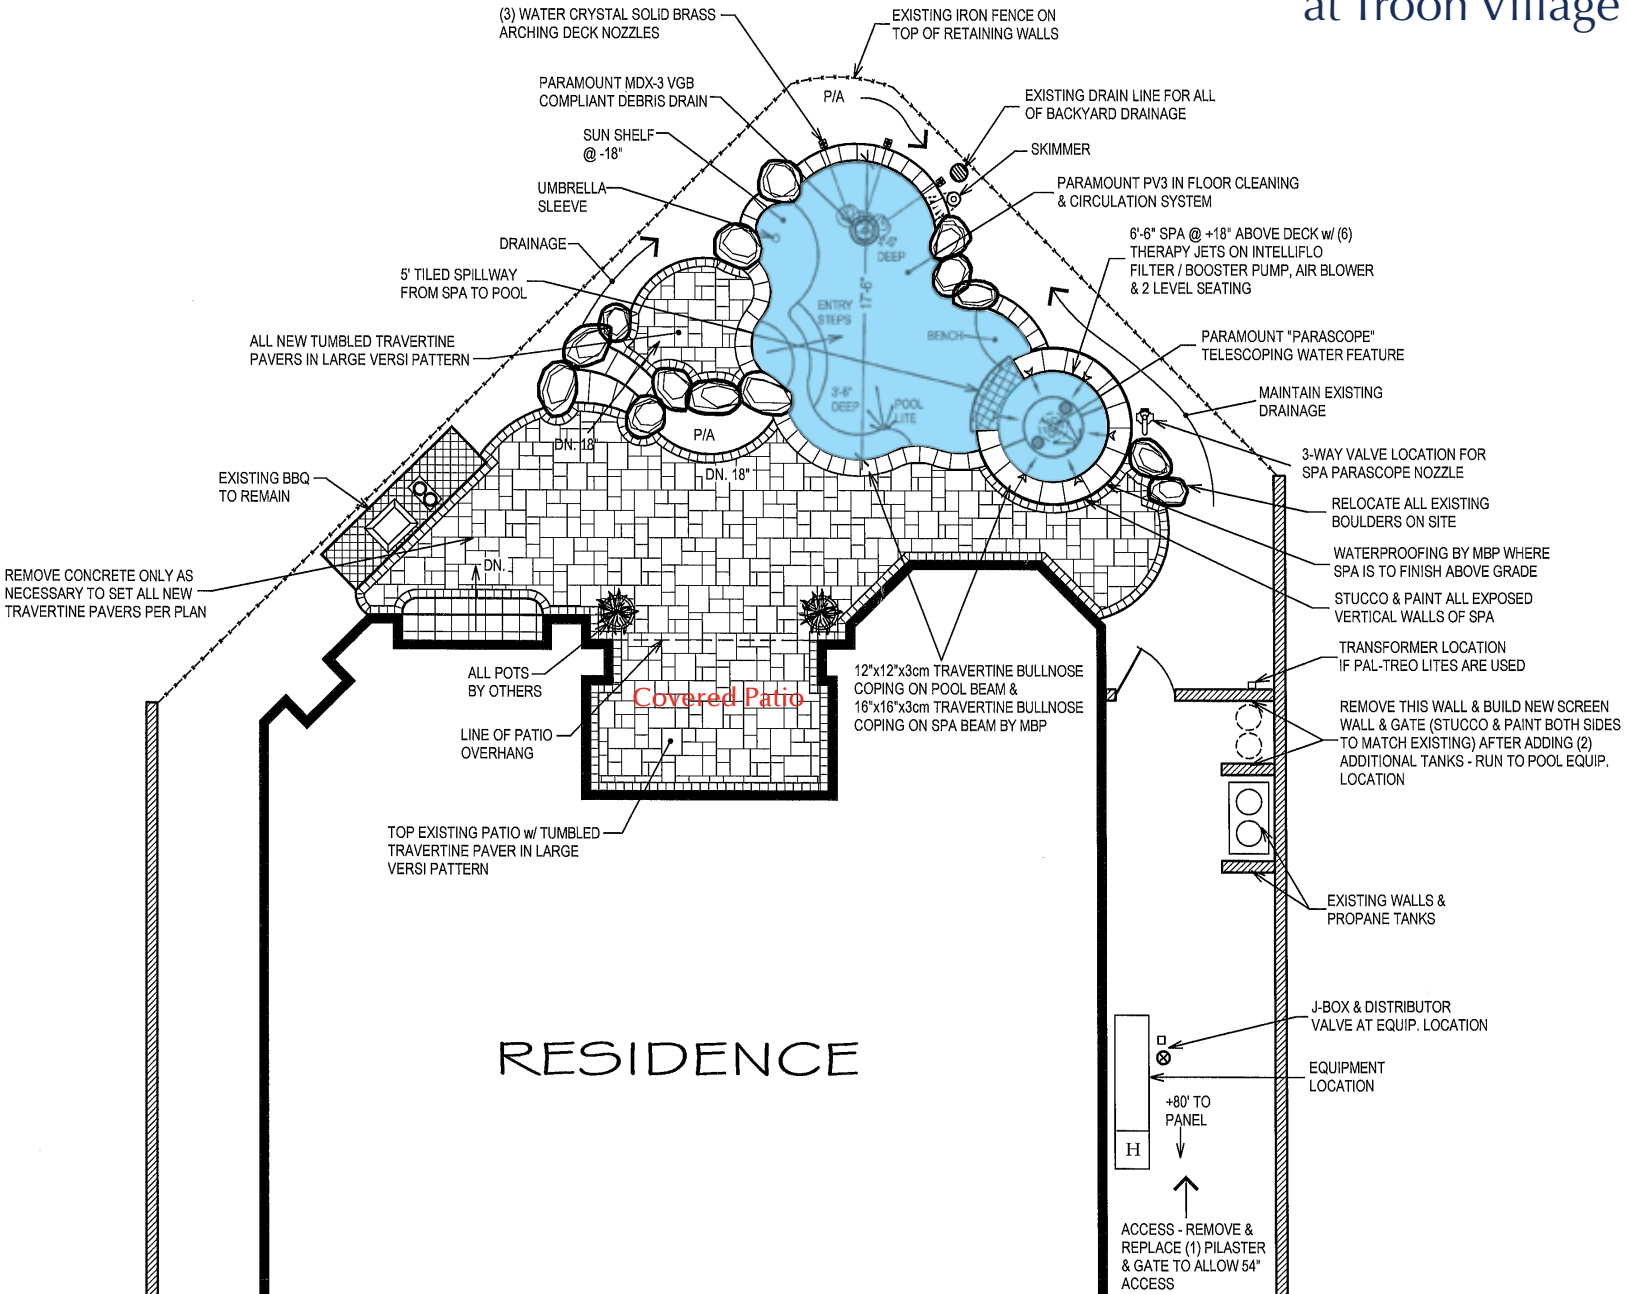 at Troon Village
(3) WATER CRYSTAL SOLID BRASS
ARCHING DECK NOZZLES
EXISTING IRON FENCE ON
TOP OF RETAINING WALLS
PARAMOUNT MDX-3 VGB
COMPLIANT DEBRIS DRAIN
P/A
EXISTING DRAIN LINE FOR ALL
OF BACKYARD DRAINAGE
SUN SHELF
@ -18"
SKIMMER
UMBRELLA
SLEEVE
PARAMOUNT PV3 IN FLOOR CLEANING
& CIRCULATION SYSTEM
DRAINAGE
6'-6" SPA @ +18" ABOVE DECK w/ (6)
THERAPY JETS ON INTELLIFLO
FILTER / BOOSTER PUMP, AIR BLOWER
& 2 LEVEL SEATING
5' TILED SPILLWAY
FROM SPA TO POOL
DEEP
17'-6"
ENTRY
STEPS
BENCH
ALL NEW TUMBLED TRAVERTINE
PAVERS IN LARGE VERSI PATTERN
PARAMOUNT "PARASCOPE"
TELESCOPING WATER FEATURE
3'-6"
DEEP
POOL
LITE
MAINTAIN EXISTING
DRAINAGE
P/A
DN. 18"
DN. 18"
3-WAY VALVE LOCATION FOR
SPA PARASCOPE NOZZLE
EXISTING BBQ
TO REMAIN
RELOCATE ALL EXISTING
BOULDERS ON SITE
WATERPROOFING BY MBP WHERE
SPA IS TO FINISH ABOVE GRADE
DN.
REMOVE CONCRETE ONLY AS
NECESSARY TO SET ALL NEW
TRAVERTINE PAVERS PER PLAN
STUCCO & PAINT ALL EXPOSED
VERTICAL WALLS OF SPA
TRANSFORMER LOCATION
IF PAL-TREO LITES ARE USED
ALL POTS
BY OTHERS
Covered Patio
12"x12"x3cm TRAVERTINE BULLNOSE
COPING ON POOL BEAM &
16"x16"x3cm TRAVERTINE BULLNOSE
COPING ON SPA BEAM BY MBP
REMOVE THIS WALL & BUILD NEW SCREEN
WALL & GATE (STUCCO & PAINT BOTH SIDES
TO MATCH EXISTING) AFTER ADDING (2)
ADDITIONAL TANKS - RUN TO POOL EQUIP.
LOCATION
LINE OF PATIO
OVERHANG
TOP EXISTING PATIO w/ TUMBLED
TRAVERTINE PAVER IN LARGE
VERSI PATTERN
EXISTING WALLS &
PROPANE TANKS
RESIDENCE
J-BOX & DISTRIBUTOR
VALVE AT EQUIP. LOCATION
EQUIPMENT
LOCATION
+80' TO
PANEL
H
ACCESS - REMOVE &
REPLACE (1) PILASTER
& GATE TO ALLOW 54"
ACCESS